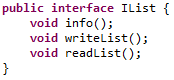 public interface IList {
    void info();
    void writeList();
    void readList();
}